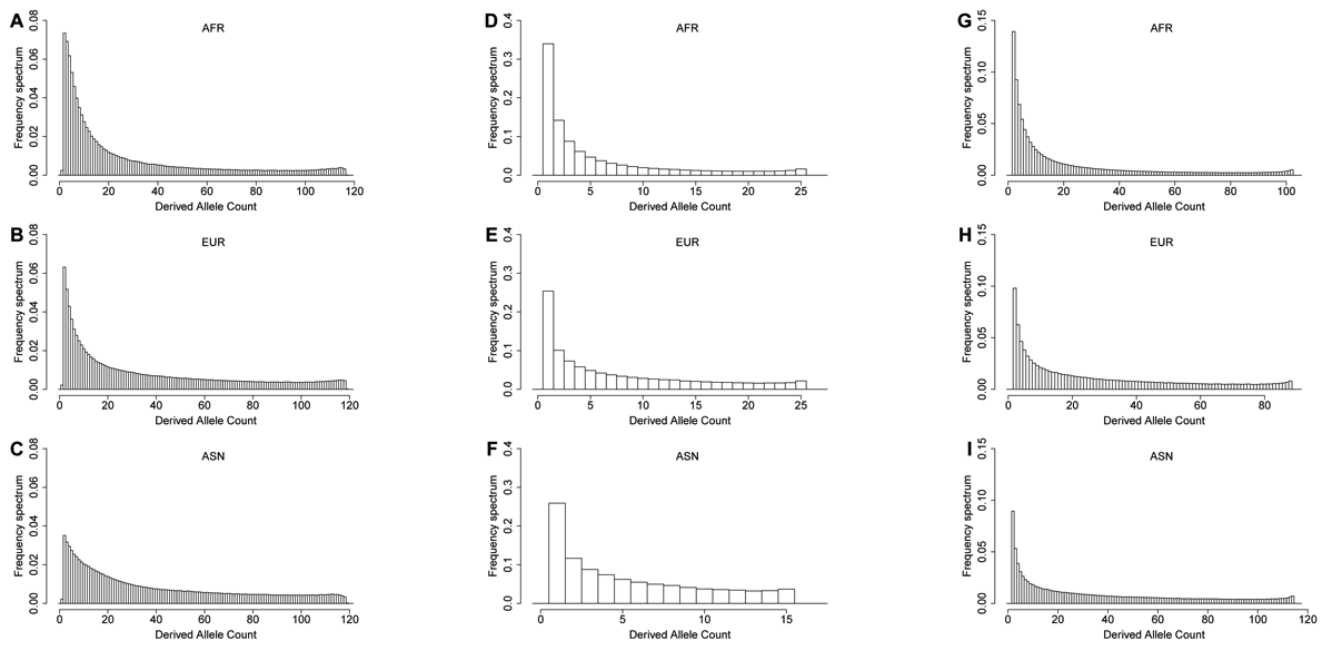 A
AFR
Frequency spectrum
0.00 0.02 0.04 0.06 0.08
0 20 40 60 80 100 120
Derived Allele Count
D
AFR
Frequency spectrum
0.0 0.1 0.2 0.3 0.4
0 5 10 15 20 25
Derived Allele Count
G
AFR
Frequency spectrum
0.00 0.05 0.10 0.15
0 20 40 60 80 100
Derived Allele Count
B
EUR
Frequency spectrum
0.00 0.02 0.04 0.06 0.08
0 20 40 60 80 100 120
Derived Allele Count
E
EUR
Frequency spectrum
0.0 0.1 0.2 0.3 0.4
0 5 10 15 20 25
Derived Allele Count
H
EUR
Frequency spectrum
0.00 0.05 0.10 0.15
0 20 40 60 80
Derived Allele Count
C
ASN
Frequency spectrum
0.00 0.02 0.04 0.06 0.08
0 20 40 60 80 100 120
Derived Allele Count
F
ASN
Frequency spectrum
0.0 0.1 0.2 0.3 0.4
0 5 10 15
Derived Allele Count
I
ASN
Frequency spectrum
0.00 0.05 0.10 0.15
0 20 40 60 80 100 120
Derived Allele Count